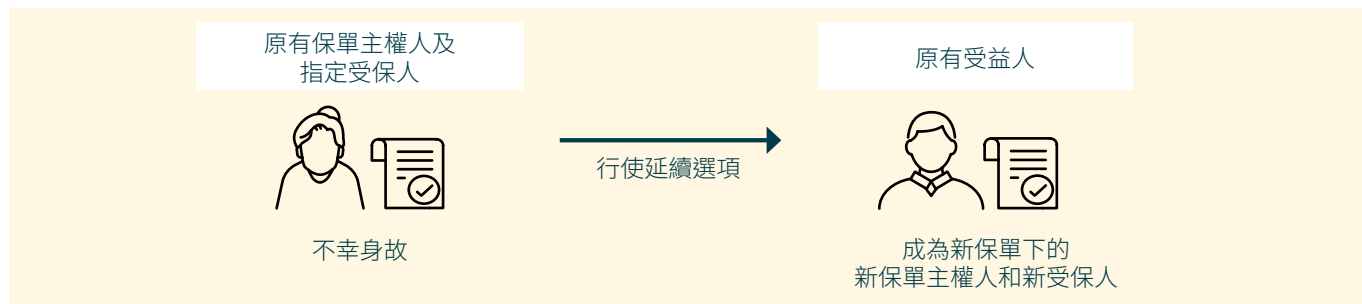 原有保單主權人及
指定受保人
原有受益人
行使延續選項
不幸身故
成為新保單下的
新保單主權人和新受保人